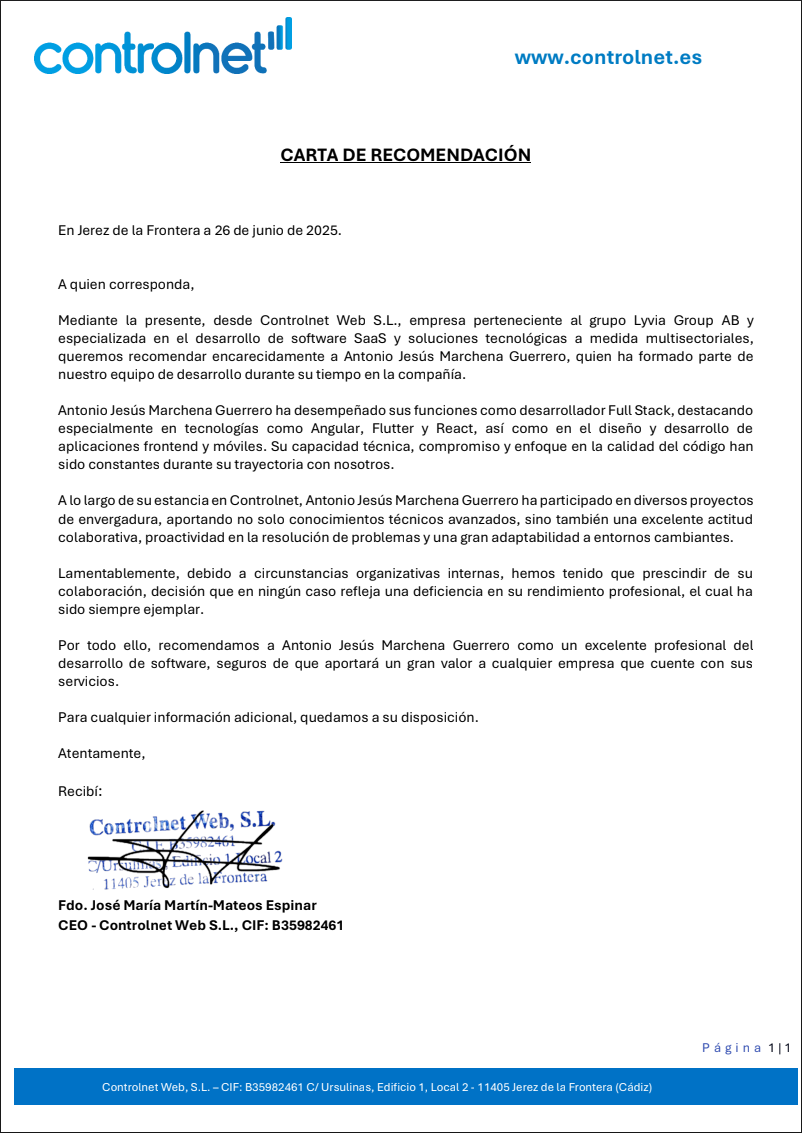 controlnet
www.controlnet.es
CARTA DE RECOMENDACIÓN
En Jerez de la Frontera a 26 de junio de 2025.
A quien corresponda,
Mediante la presente, desde Controlnet Web S.L., empresa perteneciente al grupo Lyvia Group AB y
especializada en el desarrollo de software SaaS y soluciones tecnológicas a medida multisectoriales,
queremos recomendar encarecidamente a Antonio Jesús Marchena Guerrero, quien ha formado parte de
nuestro equipo de desarrollo durante su tiempo en la compañía.
Antonio Jesús Marchena Guerrero ha desempeñado sus funciones como desarrollador Full Stack, destacando
especialmente en tecnologías como Angular, Flutter y React, así como en el diseño y desarrollo de
aplicaciones frontend y móviles. Su capacidad técnica, compromiso y enfoque en la calidad del código han
sido constantes durante su trayectoria con nosotros.
A lo largo de su estancia en Controlnet, Antonio Jesús Marchena Guerrero ha participado en diversos proyectos
de envergadura, aportando no solo conocimientos técnicos avanzados, sino también una excelente actitud
colaborativa, proactividad en la resolución de problemas y una gran adaptabilidad a entornos cambiantes.
Lamentablemente, debido a circunstancias organizativas internas, hemos tenido que prescindir de su
colaboración, decisión que en ningún caso refleja una deficiencia en su rendimiento profesional, el cual ha
sido siempre ejemplar.
Por todo ello, recomendamos a Antonio Jesús Marchena Guerrero como un excelente profesional del
desarrollo de software, seguros de que aportará un gran valor a cualquier empresa que cuente con sus
servicios.
Para cualquier información adicional, quedamos a su disposición.
Atentamente,
Recibí:
Controlnet Web, S.L.
C.I.F. B35982461
C/Ursulinas, Edificio 1 Local 2
11405 Jerez de la Frontera
Fdo. José María Martín-Mateos Espinar
CEO - Controlnet Web S.L., CIF: B35982461
Página 1 | 1
Controlnet Web, S.L. – CIF: B35982461 C/ Ursulinas, Edificio 1, Local 2 - 11405 Jerez de la Frontera (Cádiz)